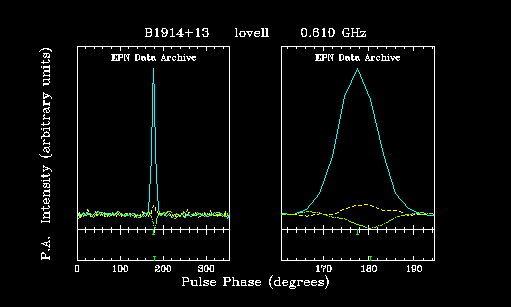 B1914+13 lovell 0.610 GHz
EPN Data Archive EPN Data Archive
P.A. Intensity (arbitrary units)
0 100 200 300 170 180 190
Pulse Phase (degrees)